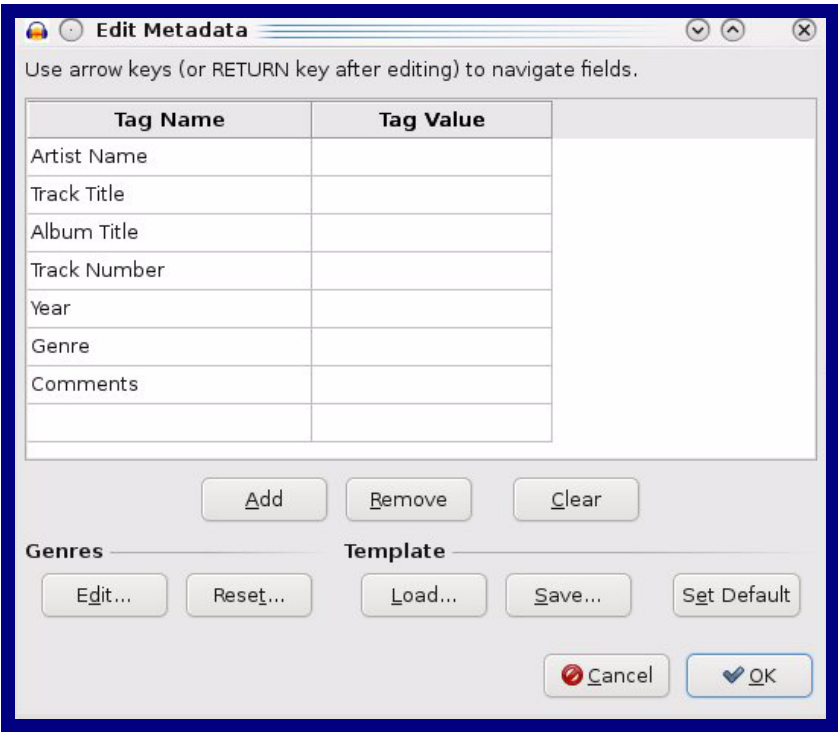 Edit Metadata
Use arrow keys (or RETURN key after editing) to navigate fields.
Tag Name Tag Value
Artist Name
Track Title
Album Title
Track Number
Year
Genre
Comments
Add Remove Clear
Genres Template
Edit... Reset... Load... Save... Set Default
Cancel OK